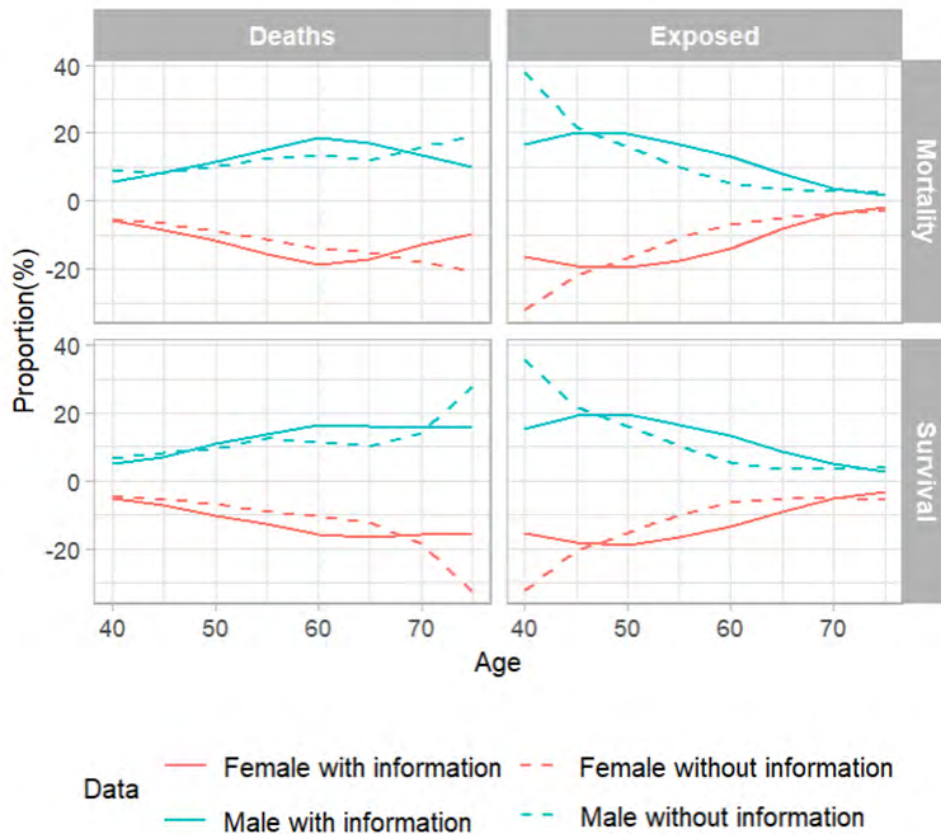 Deaths Exposed
40
20
0
-20
Mortality
40
20
0
-20
Survival
Proportion(%)
40 50 60 70 40 50 60 70
Age
Data
Female with information Female without information
Male with information Male without information